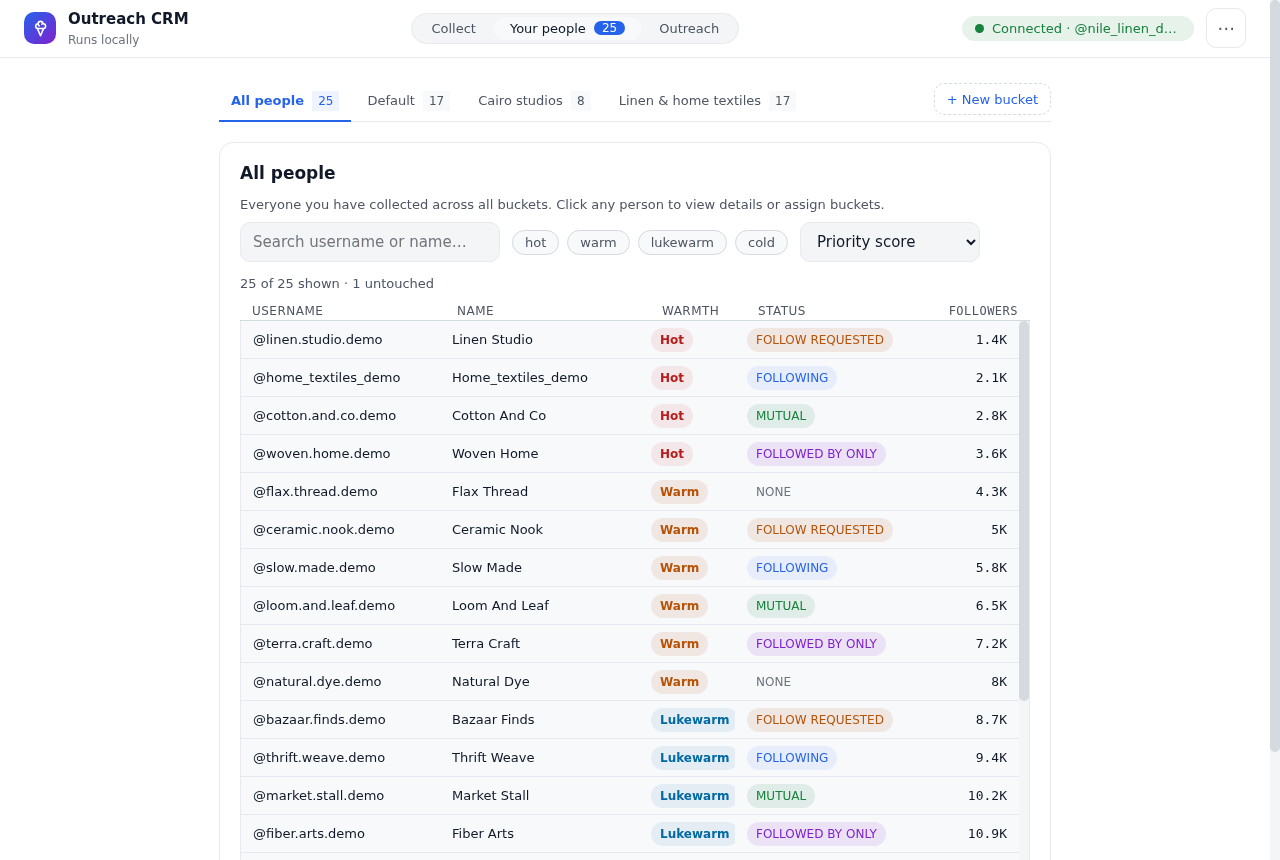 Outreach CRM
Runs locally
Collect
Your people 25
Outreach
Connected · @nile_linen_d…
All people 25
Default 17
Cairo studios 8
Linen & home textiles 17
+ New bucket
All people
Everyone you have collected across all buckets. Click any person to view details or assign buckets.
Search username or name…
hot
warm
lukewarm
cold
Priority score
25 of 25 shown · 1 untouched
USERNAME NAME WARMTH STATUS FOLLOWERS
@linen.studio.demo Linen Studio Hot FOLLOW REQUESTED 1.4K
@home_textiles_demo Home_textiles_demo Hot FOLLOWING 2.1K
@cotton.and.co.demo Cotton And Co Hot MUTUAL 2.8K
@woven.home.demo Woven Home Hot FOLLOWED BY ONLY 3.6K
@flax.thread.demo Flax Thread Warm NONE 4.3K
@ceramic.nook.demo Ceramic Nook Warm FOLLOW REQUESTED 5K
@slow.made.demo Slow Made Warm FOLLOWING 5.8K
@loom.and.leaf.demo Loom And Leaf Warm MUTUAL 6.5K
@terra.craft.demo Terra Craft Warm FOLLOWED BY ONLY 7.2K
@natural.dye.demo Natural Dye Warm NONE 8K
@bazaar.finds.demo Bazaar Finds Lukewarm FOLLOW REQUESTED 8.7K
@thrift.weave.demo Thrift Weave Lukewarm FOLLOWING 9.4K
@market.stall.demo Market Stall Lukewarm MUTUAL 10.2K
@fiber.arts.demo Fiber Arts Lukewarm FOLLOWED BY ONLY 10.9K